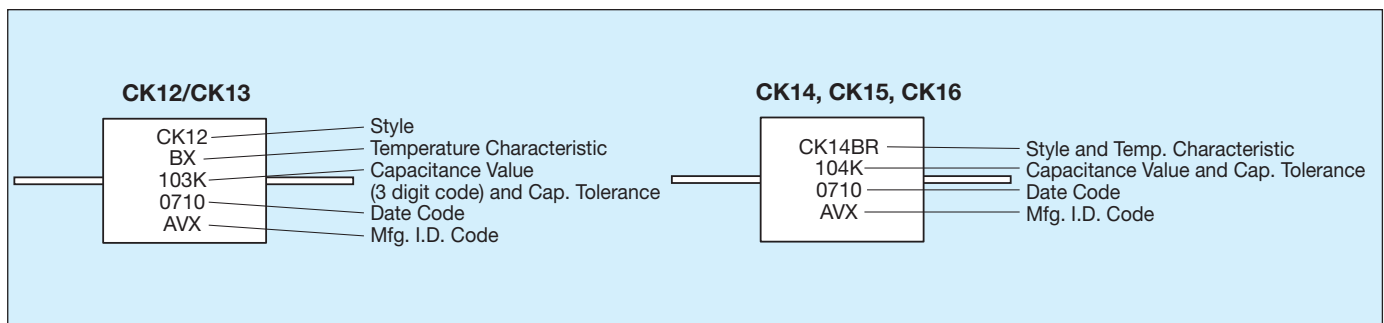 CK12/CK13
CK12
BX
103K
0710
AVX
Style
Temperature Characteristic
Capacitance Value
(3 digit code) and Cap. Tolerance
Date Code
Mfg. I.D. Code
CK14, CK15, CK16
CK14BR
104K
0710
AVX
Style and Temp. Characteristic
Capacitance Value and Cap. Tolerance
Date Code
Mfg. I.D. Code